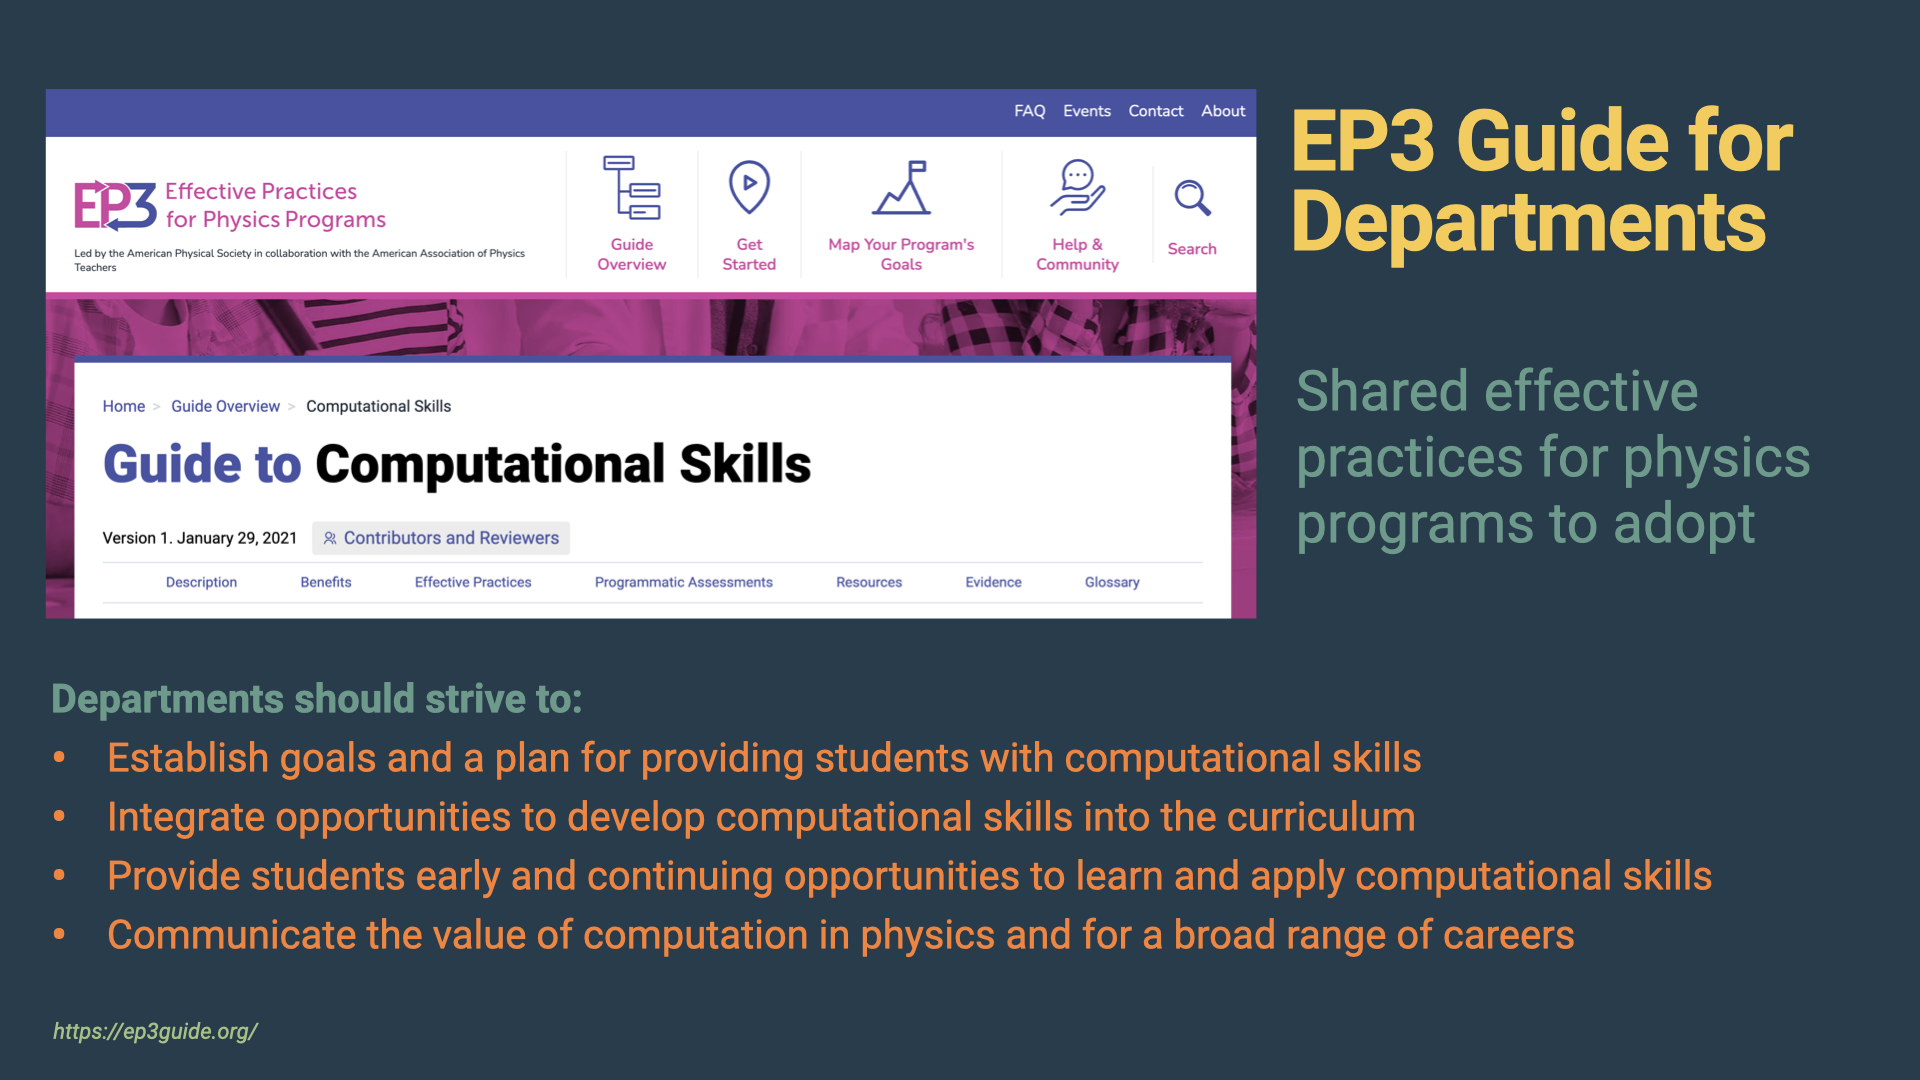 FAQ Events Contact About
EP3 Effective Practices
for Physics Programs
Led by the American Physical Society in collaboration with the American Association of Physics
Teachers
Guide
Overview
Get
Started
Map Your Program's
Goals
Help &
Community
Search
Home > Guide Overview > Computational Skills
Guide to Computational Skills
Version 1. January 29, 2021 Contributors and Reviewers
Description Benefits Effective Practices Programmatic Assessments Resources Evidence Glossary
EP3 Guide for
Departments
Shared effective
practices for physics
programs to adopt
Departments should strive to:
• Establish goals and a plan for providing students with computational skills
• Integrate opportunities to develop computational skills into the curriculum
• Provide students early and continuing opportunities to learn and apply computational skills
• Communicate the value of computation in physics and for a broad range of careers
https://ep3guide.org/